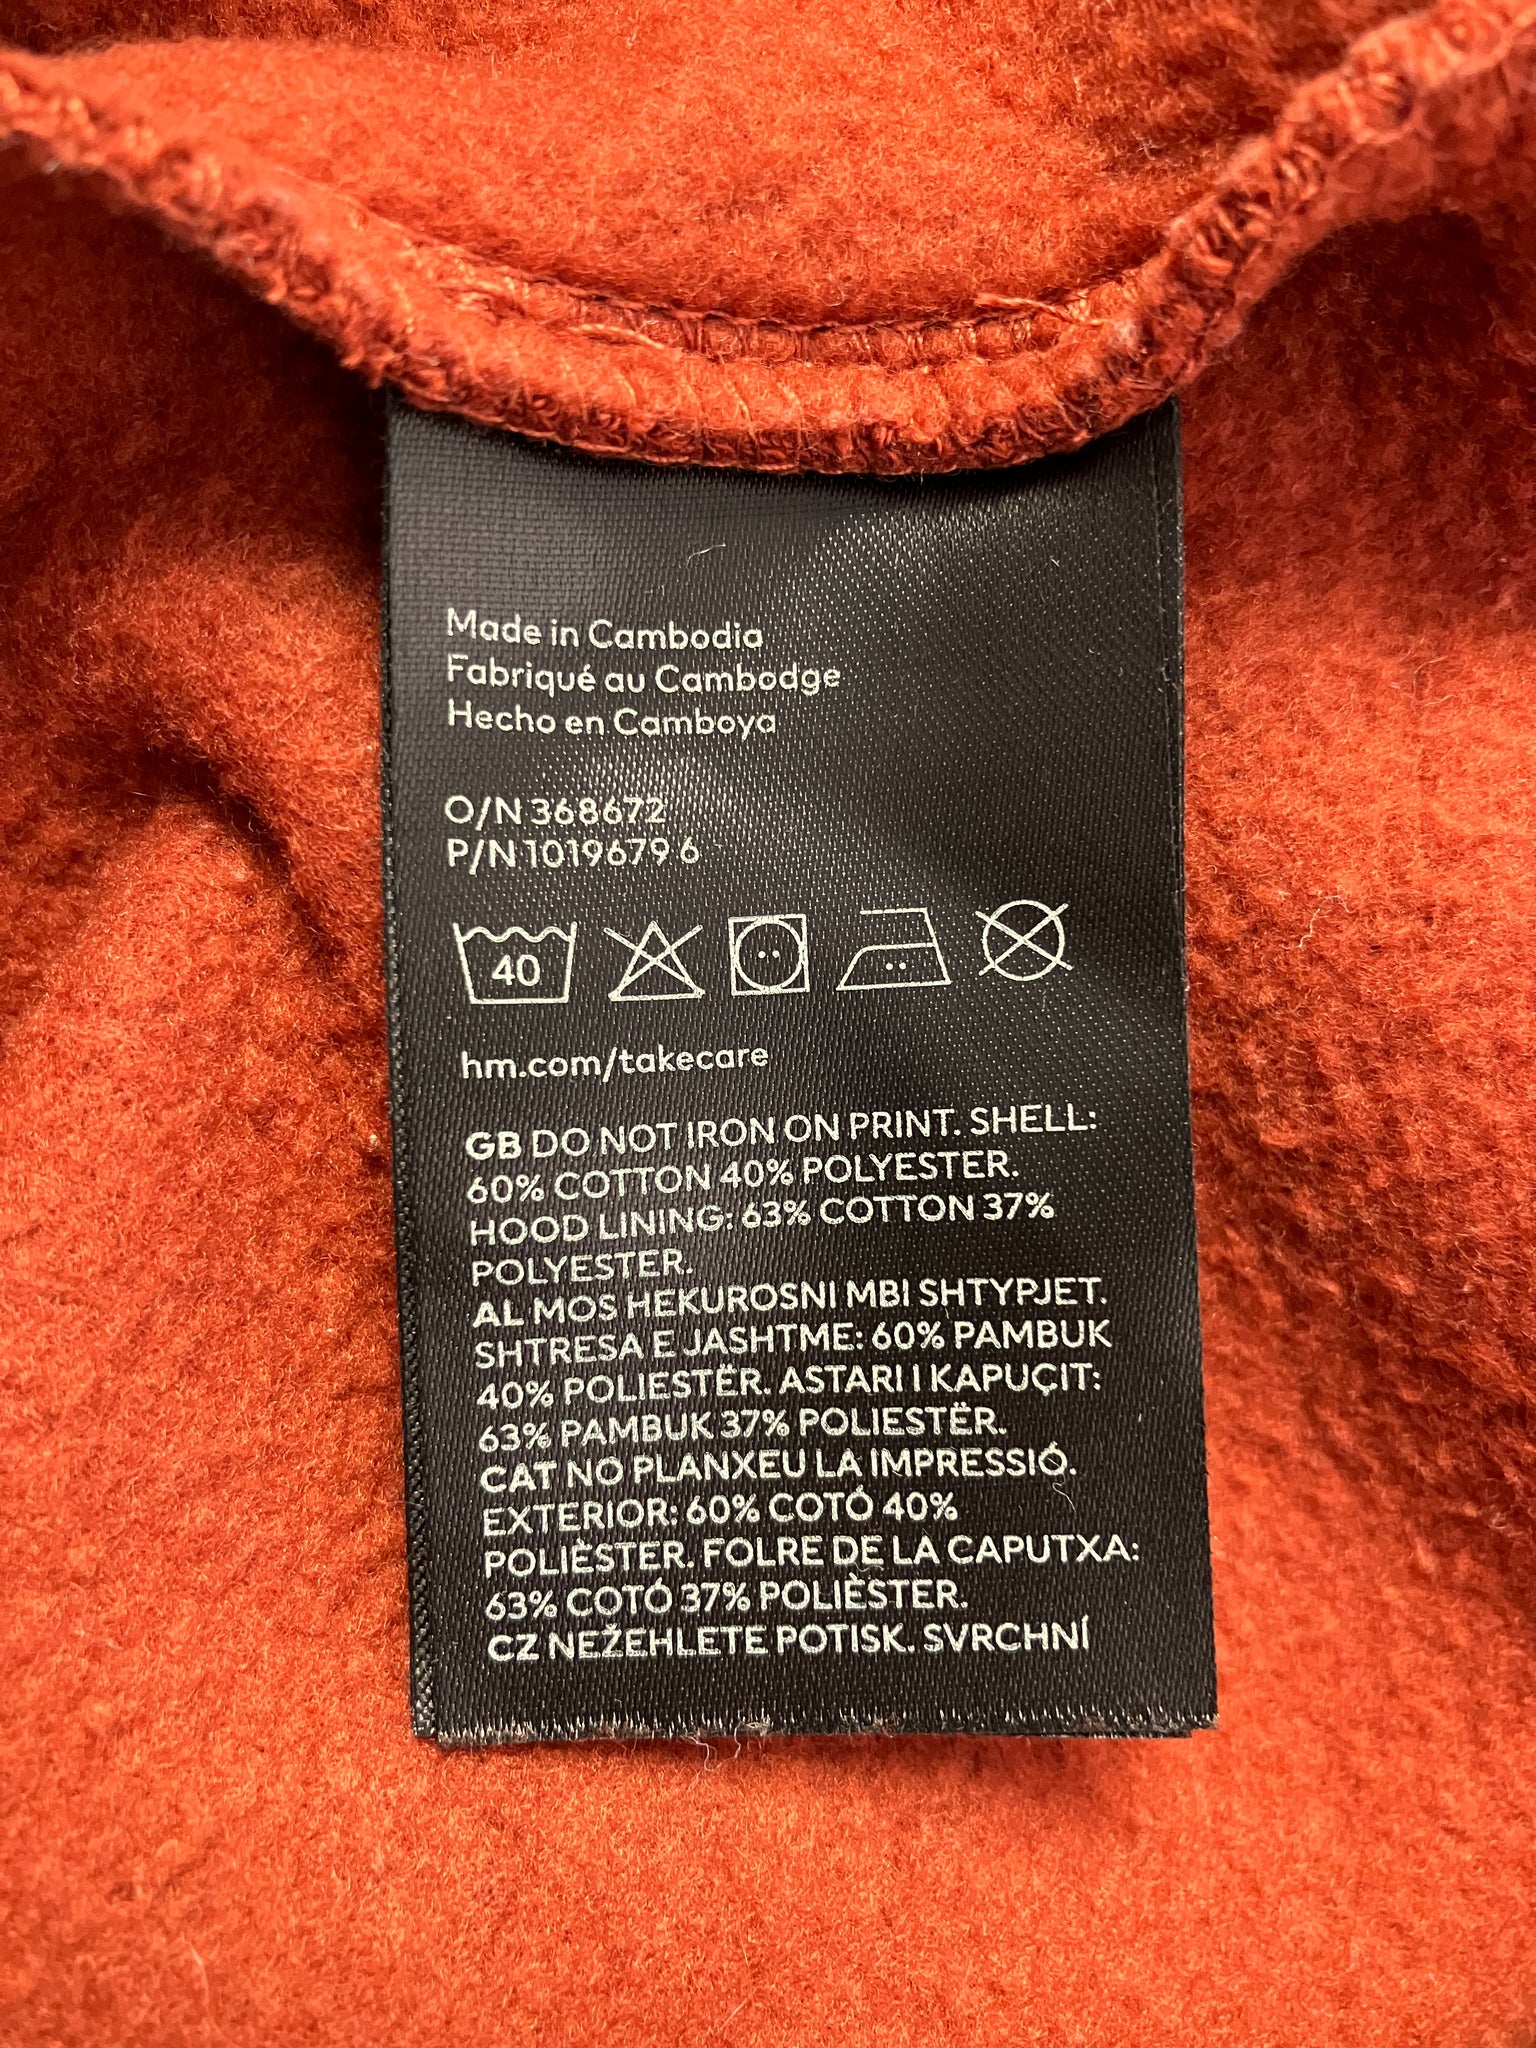 Made in Cambodia
Fabriqué au Cambodge
Hecho en Camboya
O/N 368672
P/N 10196796
40
hm.com/takecare
GB DO NOT IRON ON PRINT. SHELL:
60% COTTON 40% POLYESTER.
HOOD LINING: 63% COTTON 37%
POLYESTER.
AL MOS HEKUROSNI MBI SHTYPJET.
SHTRESA E JASHTME: 60% PAMBUK
40% POLIESTËR. ASTARI I KAPUÇIT:
63% PAMBUK 37% POLIESTËR.
CAT NO PLANXEU LA IMPRESSIÓ.
EXTERIOR: 60% COTÓ 40%
POLIÈSTER. FOLRE DE LA CAPUTXA:
63% COTÓ 37% POLIÈSTER.
CZ NEŽEHLETE POTISK. SVRCHNÍ